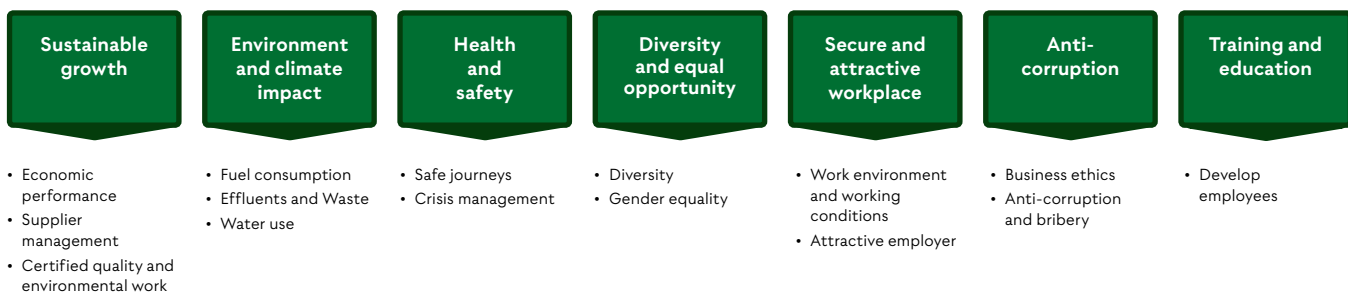 Sustainable
growth
Environment
and climate
impact
Health
and
safety
Diversity
and equal
opportunity
Secure and
attractive
workplace
Anti-
corruption
Training and
education
• Economic
performance
• Supplier
management
• Certified quality and
environmental work
• Fuel consumption
• Effluents and Waste
• Water use
• Safe journeys
• Crisis management
• Diversity
• Gender equality
• Work environment
and working
conditions
• Attractive employer
• Business ethics
• Anti-corruption
and bribery
• Develop
employees